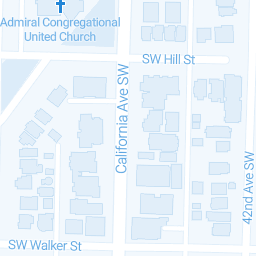 Admiral Congregational
United Church
SW Hill St
California Ave SW
42nd Ave SW
SW Walker St